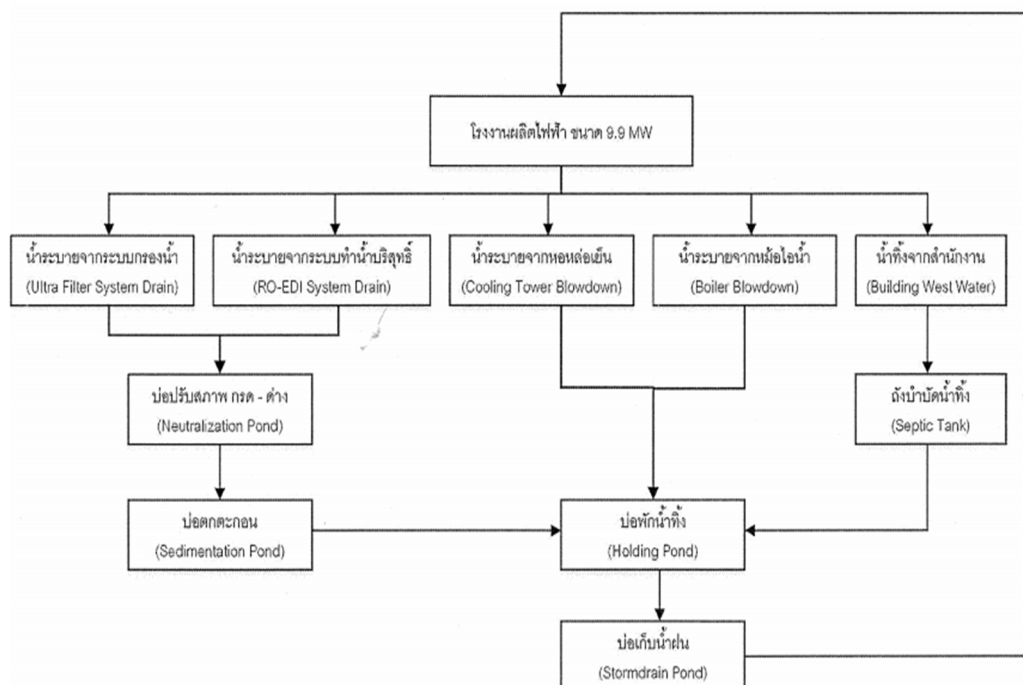 โรงงานผลิตไฟฟ้า ขนาด 9.9 MW
น้ำระบายจากระบบกรองน้ำ
(Ultra Filter System Drain)
น้ำระบายจากระบบทำน้ำบริสุทธิ์
(RO-EDI System Drain)
น้ำระบายจากหอหล่อเย็น
(Cooling Tower Blowdown)
น้ำระบายจากหม้อไอน้ำ
(Boiler Blowdown)
น้ำทิ้งจากสำนักงาน
(Building West Water)
บ่อปรับสภาพ กรด - ด่าง
(Neutralization Pond)
ถังบำบัดน้ำทิ้ง
(Septic Tank)
บ่อตกตะกอน
(Sedimentation Pond)
บ่อพักน้ำทิ้ง
(Holding Pond)
บ่อเก็บน้ำฝน
(Stormdrain Pond)